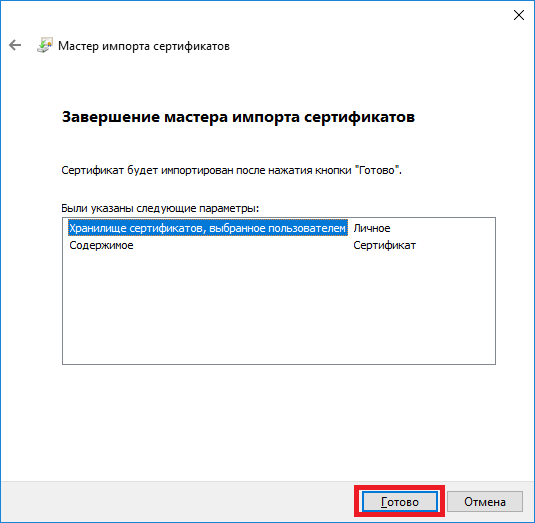 Мастер импорта сертификатов
Завершение мастера импорта сертификатов
Сертификат будет импортирован после нажатия кнопки "Готово".
Были указаны следующие параметры:
Хранилище сертификатов, выбранное пользователем Личное
Содержимое Сертификат
Готово Отмена